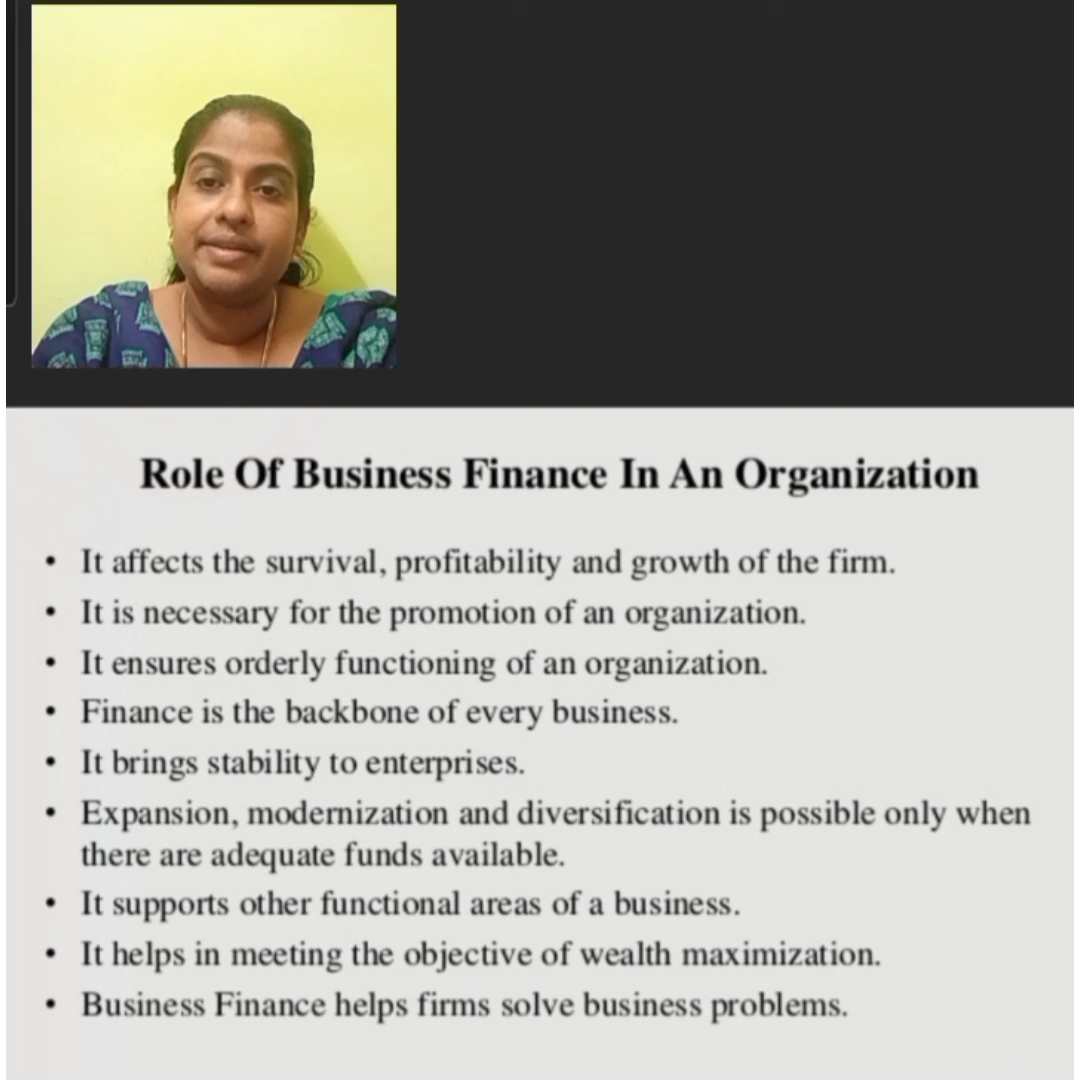 Role Of Business Finance In An Organization
• It affects the survival, profitability and growth of the firm.
• It is necessary for the promotion of an organization.
• It ensures orderly functioning of an organization.
• Finance is the backbone of every business.
• It brings stability to enterprises.
• Expansion, modernization and diversification is possible only when
there are adequate funds available.
• It supports other functional areas of a business.
• It helps in meeting the objective of wealth maximization.
• Business Finance helps firms solve business problems.